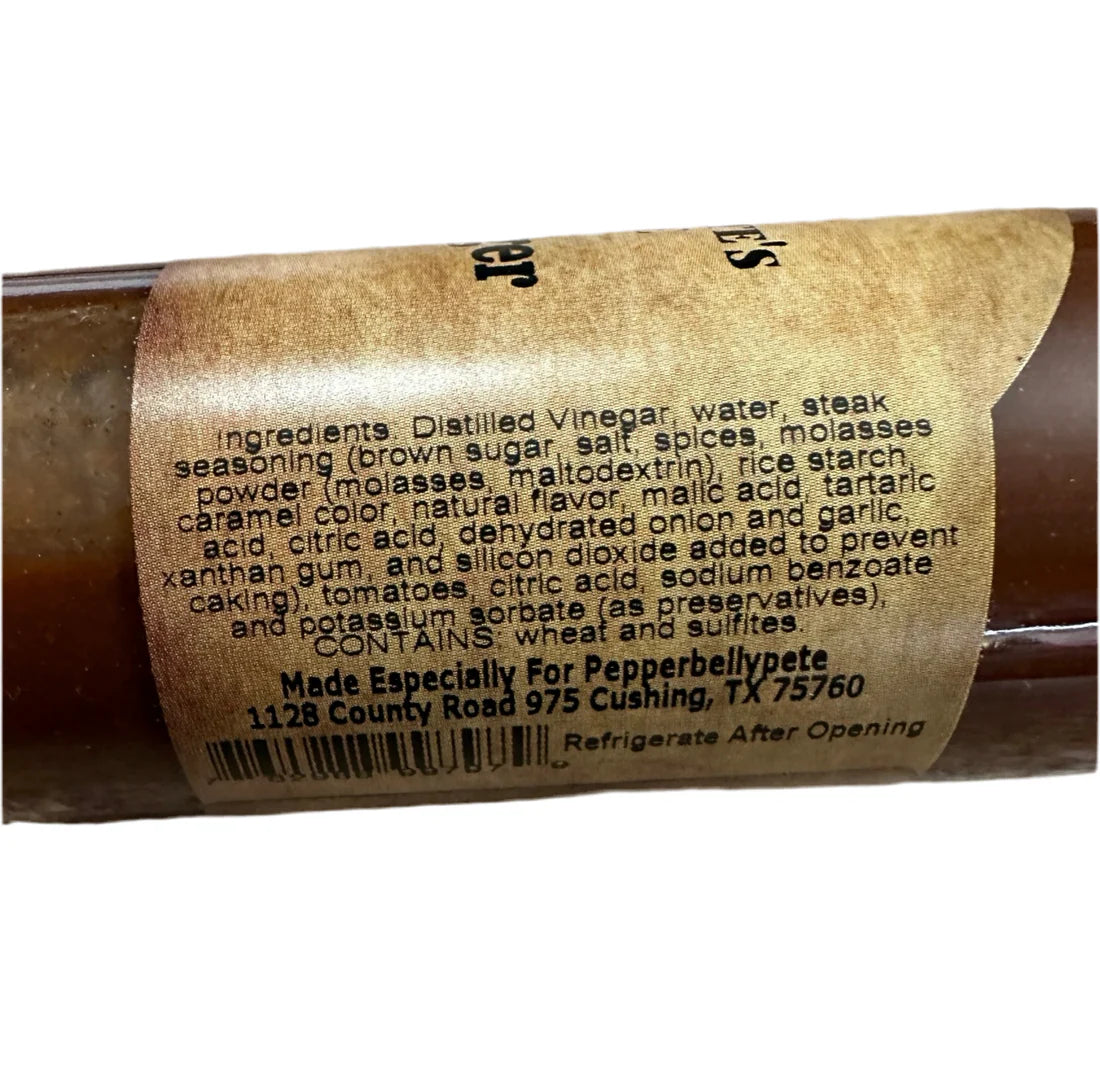 TE'S
ger
Ingredients Distilled Vinegar, water, steak
seasoning (brown sugar, salt, spices, molasses
powder (molasses, maltodextrin), rice starch,
caramel color, natural flavor, malic acid, tartaric
acid, citric acid, dehydrated onion and garlic,
xanthan gum, and silicon dioxide added to prevent
caking), tomatoes, citric acid, sodium benzoate
and potassium sorbate (as preservatives),
CONTAINS: wheat and sulfites.
Made Especially For Pepperbellypete
1128 County Road 975 Cushing, TX 75760
Refrigerate After Opening